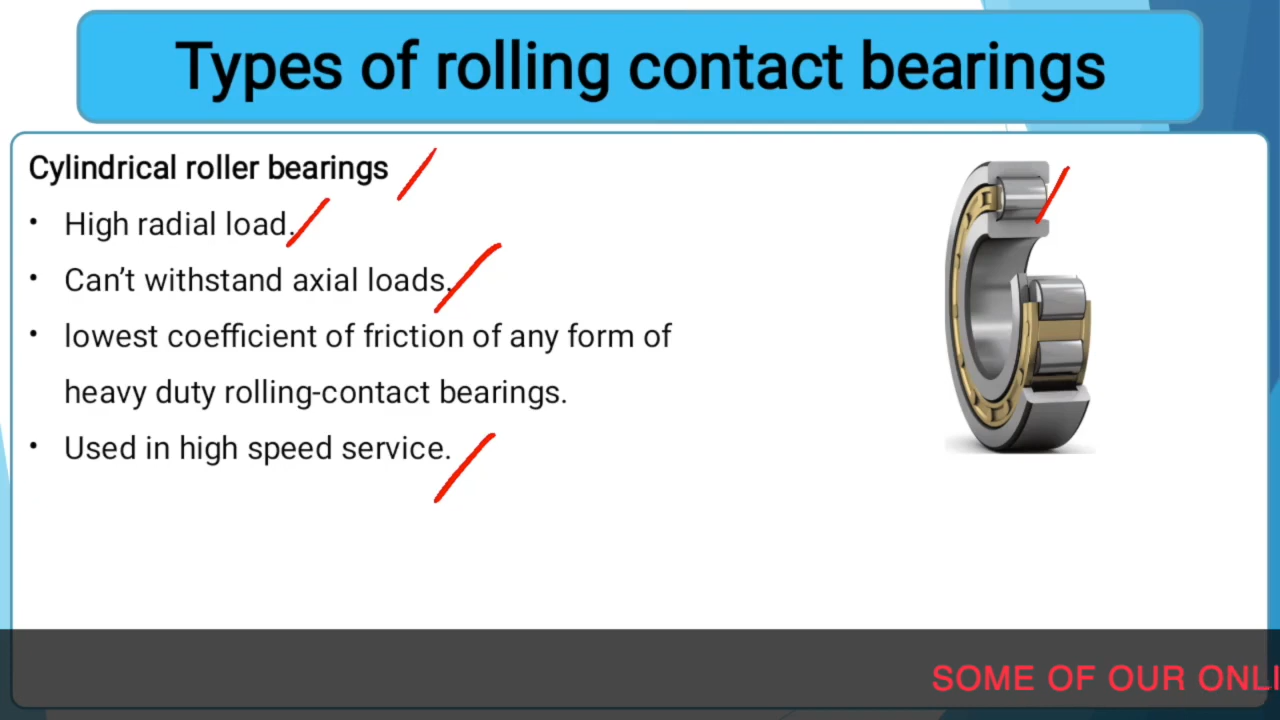 Types of rolling contact bearings
Cylindrical roller bearings
• High radial load.
• Can't withstand axial loads.
• lowest coefficient of friction of any form of
heavy duty rolling-contact bearings.
• Used in high speed service.
SOME OF OUR ONLI